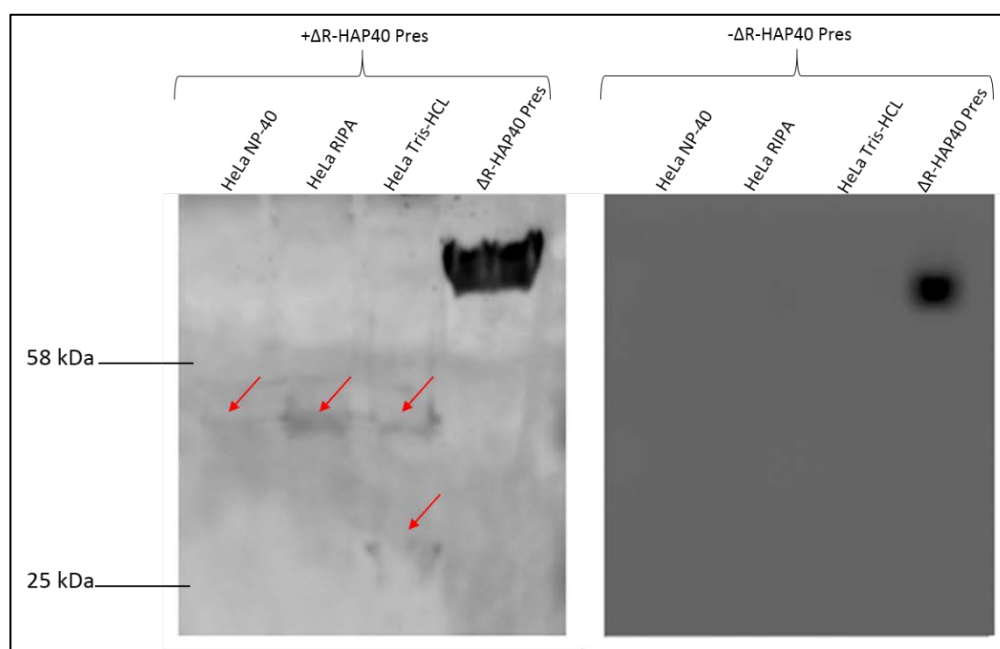 +ΔR-HAP40 Pres
-ΔR-HAP40 Pres
HeLa NP-40
HeLa RIPA
HeLa Tris-HCL
ΔR-HAP40 Pres
HeLa NP-40
HeLa RIPA
HeLa Tris-HCL
ΔR-HAP40 Pres
58 kDa
25 kDa